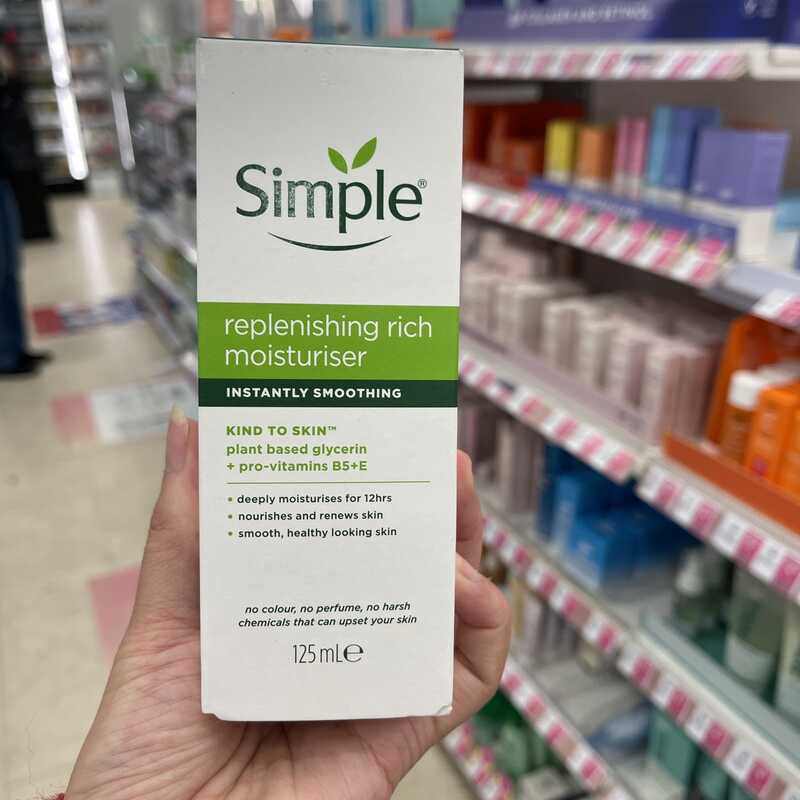 Simple®
replenishing rich
moisturiser
INSTANTLY SMOOTHING
KIND TO SKIN™
plant based glycerin
+ pro-vitamins B5+E
• deeply moisturises for 12hrs
• nourishes and renews skin
• smooth, healthy looking skin
no colour, no perfume, no harsh
chemicals that can upset your skin
125 mL℮